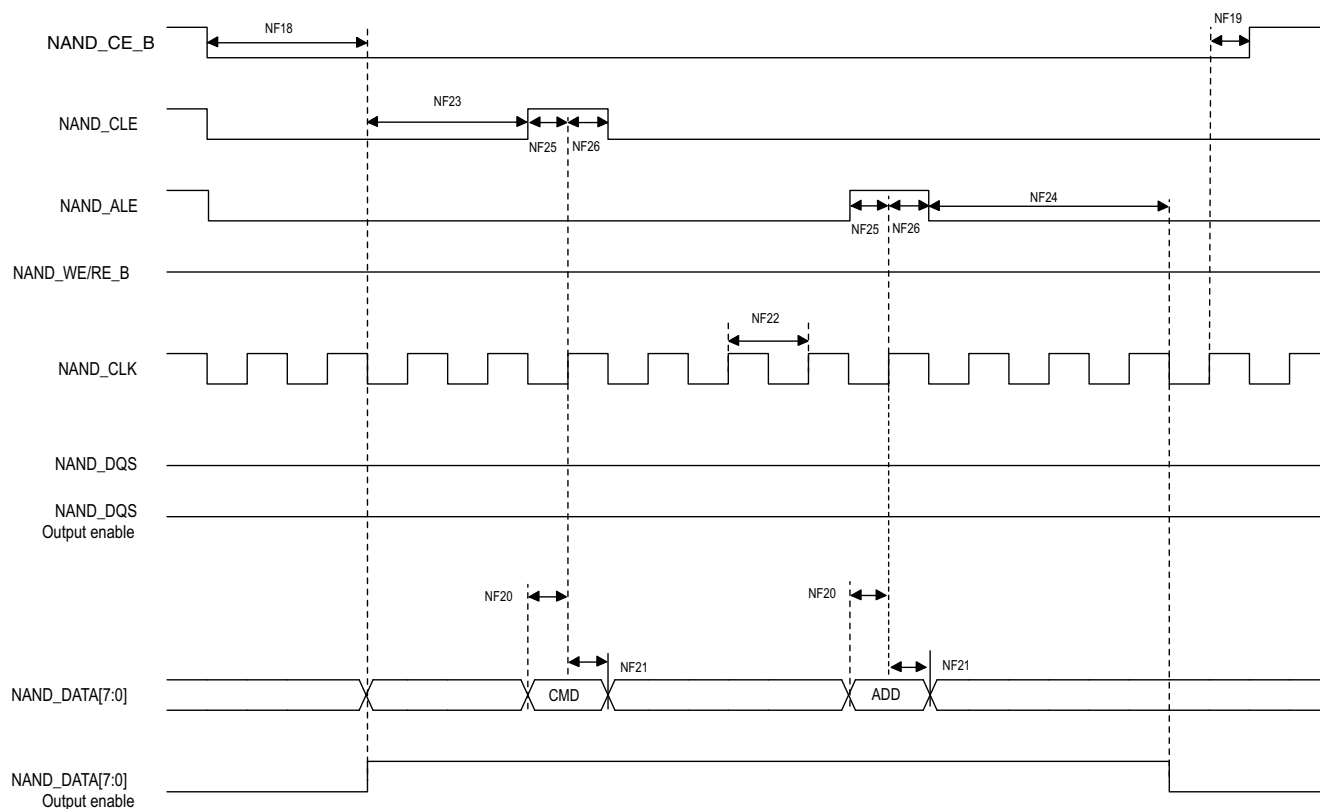 NF18
NF19
NAND_CE_B
NF23
NAND_CLE
NF25
NF26
NAND_ALE
NF24
NF25
NF26
NAND_WE/RE_B
NF22
NAND_CLK
NAND_DQS
NAND_DQS
Output enable
NF20
NF20
NF21
NF21
NAND_DATA[7:0]
CMD
ADD
NAND_DATA[7:0]
Output enable